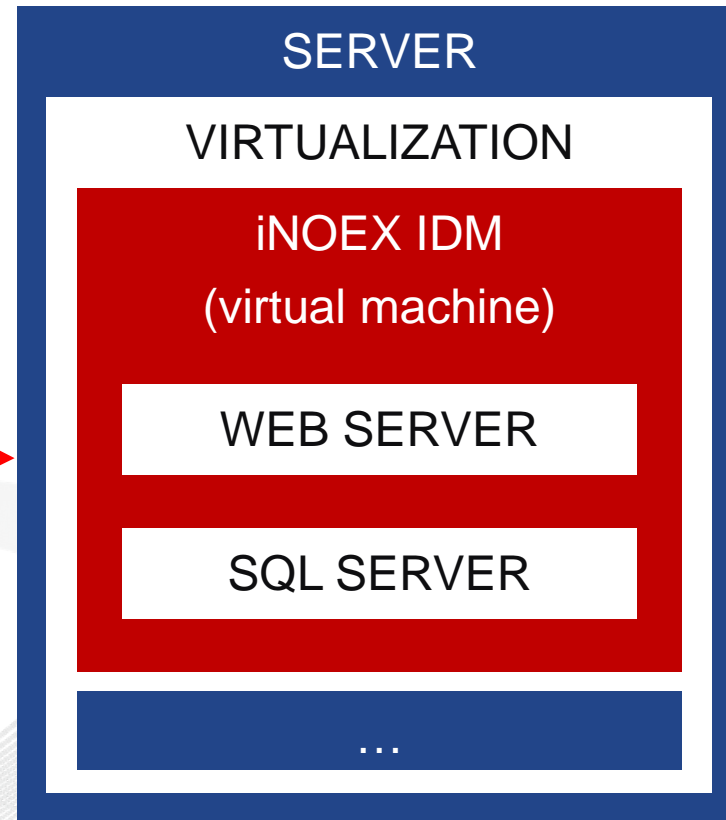 SERVER
VIRTUALIZATION
iNOEX IDM
(virtual machine)
WEB SERVER
SQL SERVER
…